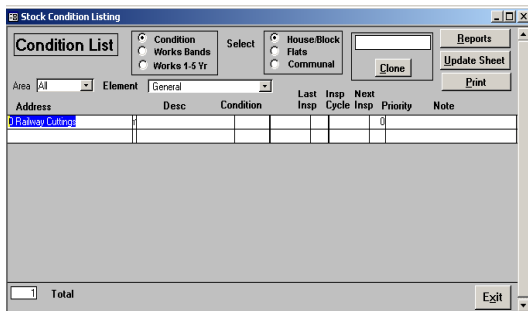 Stock Condition Listing
Condition List
Condition
Works Bands
Works 1-5 Yr
Select
House/Block
Flats
Communal
Clone
Reports
Update Sheet
Print
Area All Element General
Address Desc Condition Last Insp Insp Cycle Next Insp Priority Note
Railway Cuttings 0
1 Total
Exit